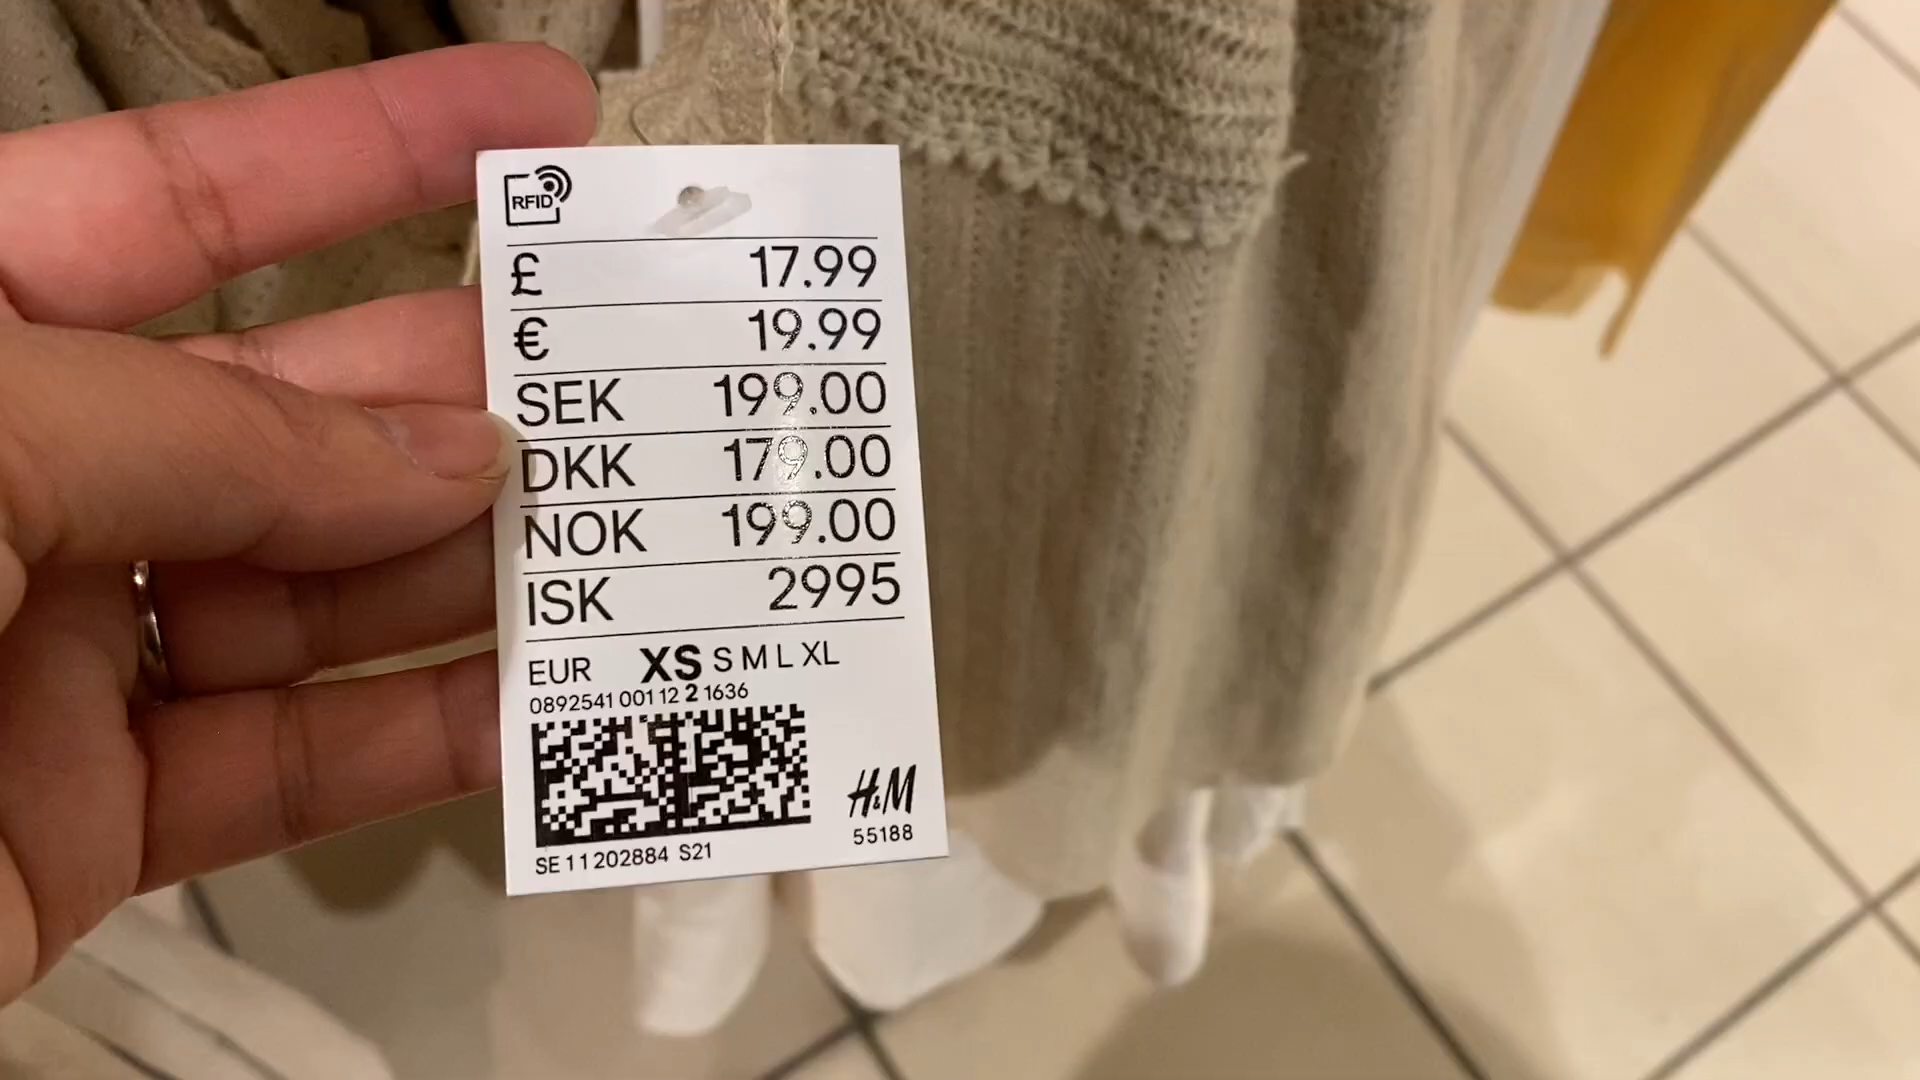 RFID
£ 17.99
€ 19.99
SEK 199.00
DKK 179.00
NOK 199.00
ISK 2995
EUR XS S M L XL
0892541 001 12 2 1636
H&M
55188
SE 11 202884 S21